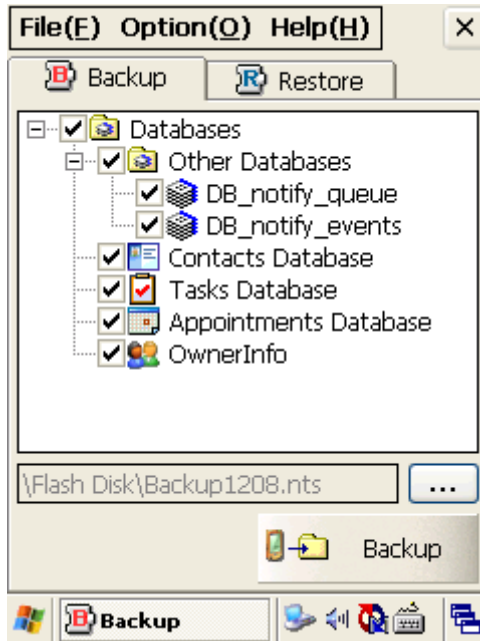 File(F) Option(O) Help(H)
Backup
Restore
Databases
Other Databases
DB_notify_queue
DB_notify_events
Contacts Database
Tasks Database
Appointments Database
OwnerInfo
\Flash Disk\Backup1208.nts
...
Backup
Backup